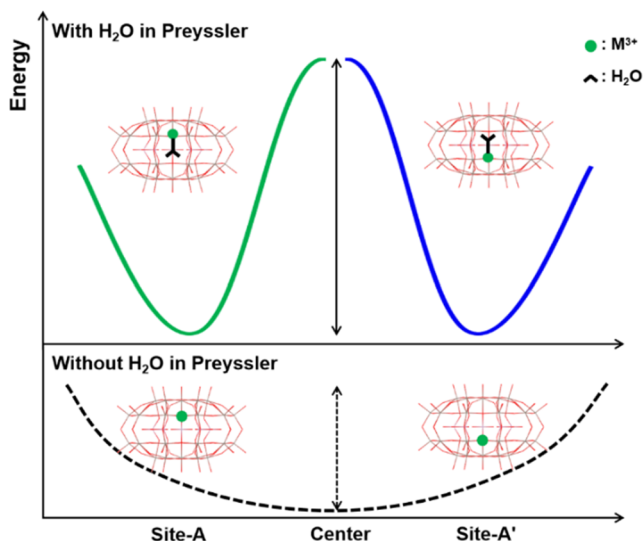 With H₂O in Preyssler
: M³⁺
: H₂O
Energy
Without H₂O in Preyssler
Site-A Center Site-A'